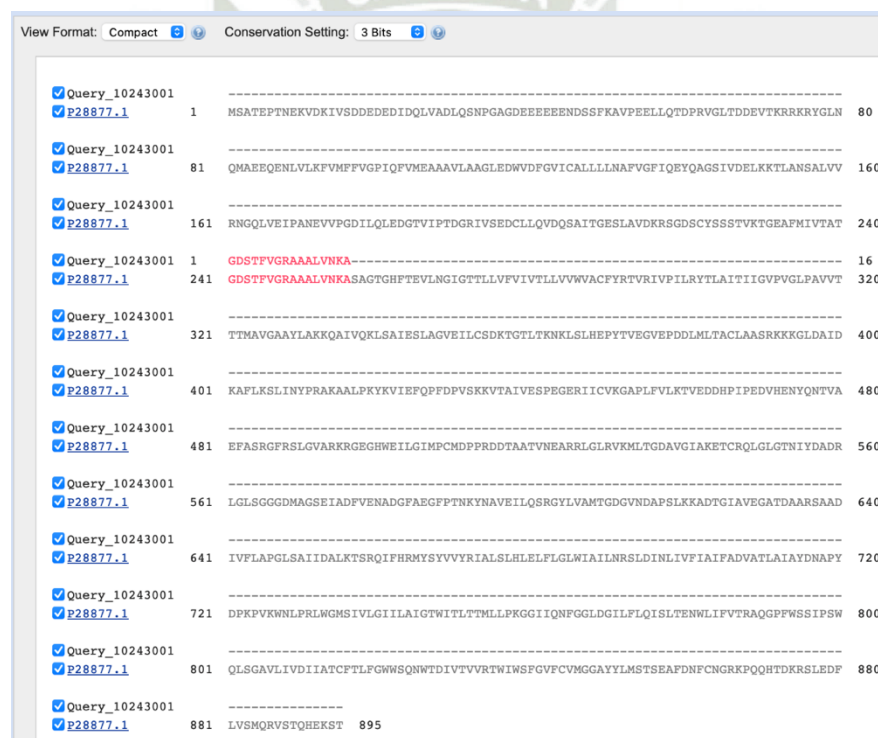 View Format: Compact Conservation Setting: 3 Bits
Query_10243001 --------------------------------------------------------------------------------
P28877.1 1 MSATEPTNEKVDKIVSDDEDEDIDQLVADLQSNPGAGDEEEEEENDSSFKAVPEELLQTDPRVGLTDDEVTKRRKRYGLN 80
Query_10243001 --------------------------------------------------------------------------------
P28877.1 81 QMAEEQENLVLKFVMFFVGPIQFVMEAAAVLAAGLEDWVDFGVICALLLLNAFVGFIQEYQAGSIVDELKKTLANSALVV 160
Query_10243001 --------------------------------------------------------------------------------
P28877.1 161 RNGQLVEIPANEVVPGDILQLEDGTVIPTDGRIVSEDCLLQVDQSAITGESLAVDKRSGDSCYSSSTVKTGEAFMIVTAT 240
Query_10243001 1 GDSTFVGRAAALVNKA---------------------------------------------------------------- 16
P28877.1 241 GDSTFVGRAAALVNKASAGTGHFTEVLNGIGTTLLVFVIVTLLVVWVACFYRTVRIVPILRYTLAITIIGVPVGLPAVVT 320
Query_10243001 --------------------------------------------------------------------------------
P28877.1 321 TTMAVGAAYLAKKQAIVQKLSAIESLAGVEILCSDKTGTLTKNKLSLHEPYTVEGVEPDDLMLTACLAASRKKKGLDAID 400
Query_10243001 --------------------------------------------------------------------------------
P28877.1 401 KAFLKSLINYPRAKAALPKYKVIEFQPFDPVSKKVTAIVESPEGERIICVKGAPLFVLKTVEDDHPIPEDVHENYQNTVA 480
Query_10243001 --------------------------------------------------------------------------------
P28877.1 481 EFASRGFRSLGVARKRGEGHWEILGIMPCMDPPRDDTAATVNEARRLGLRVKMLTGDAVGIAKETCRQLGLGTNIYDADR 560
Query_10243001 --------------------------------------------------------------------------------
P28877.1 561 LGLSGGGDMAGSEIADFVENADGFAEGFPTNKYNAVEILQSRGYLVAMTGDGVNDAPSLKKADTGIAVEGATDAARSAAD 640
Query_10243001 --------------------------------------------------------------------------------
P28877.1 641 IVFLAPGLSAIIDALKTSRQIFHRMYSYVVYRIALSLHLELFLGLWIAILNRSLDINLIVFIAIFADVATLAIAYDNAPY 720
Query_10243001 --------------------------------------------------------------------------------
P28877.1 721 DPKPVKWNLPRLWGMSIVLGIILAIGTWITLTTMLLPKGGIIQNFGGLDGILFLQISLTENWLIFVTRAQGPFWSSIPSW 800
Query_10243001 --------------------------------------------------------------------------------
P28877.1 801 QLSGAVLIVDIIATCFTLFGWWSQNWTDIVTVVRTWIWSFGVFCVMGGAYYLMSTSEAFDNFCNGRKPQQHTDKRSLEDF 880
Query_10243001 ---------------
P28877.1 881 LVSMQRVSTQHEKST 895